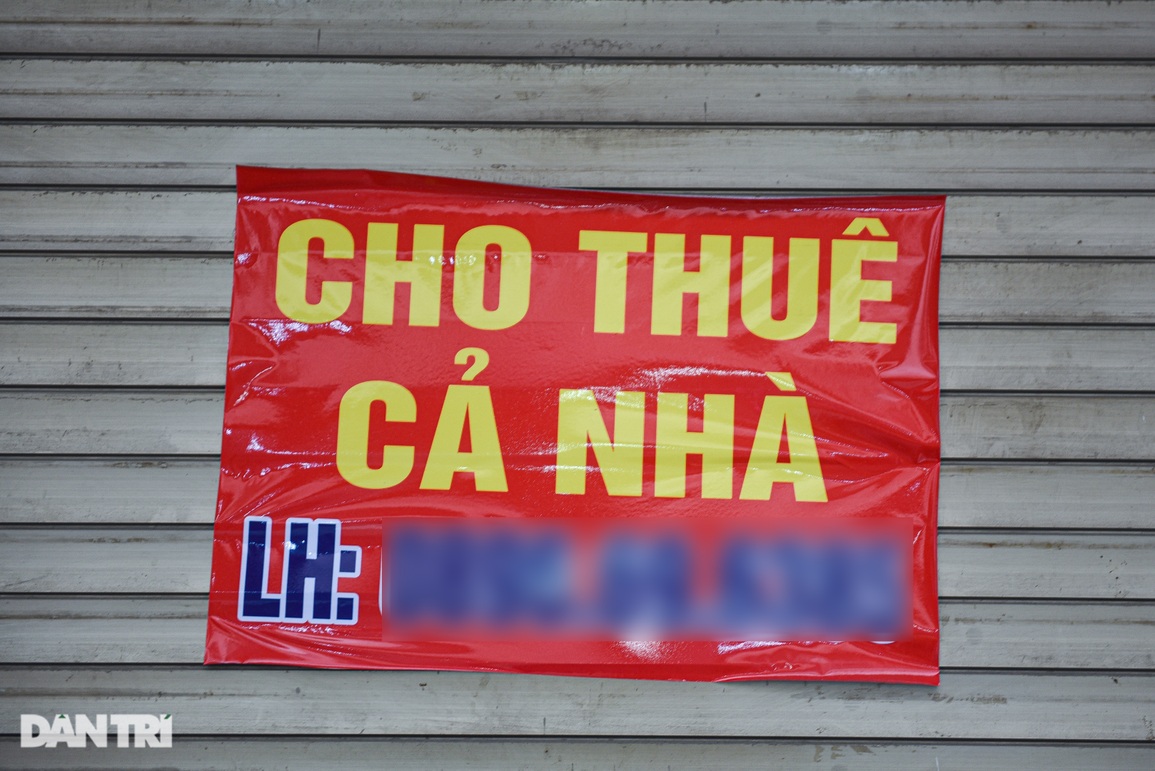 CHO THUÊ
CẢ NHÀ
LH:
DÂN TRÍ